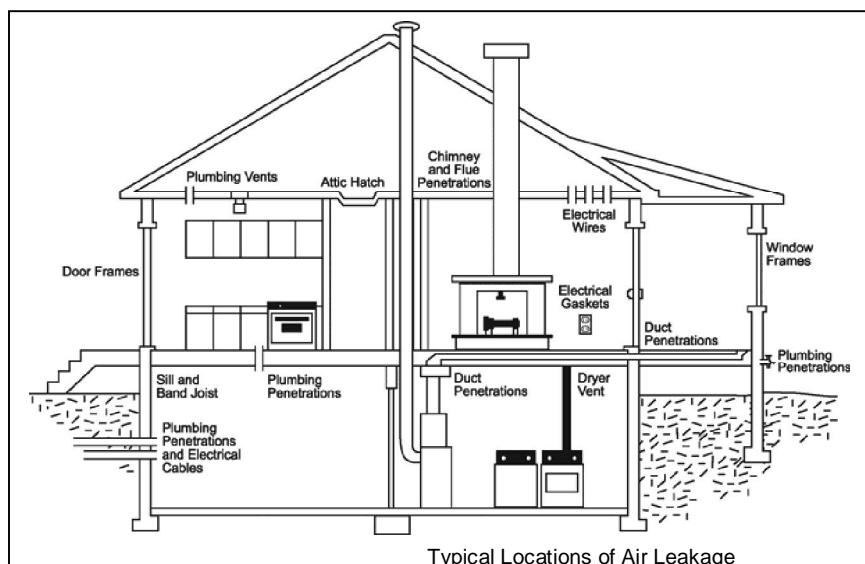 Plumbing Vents
Attic Hatch
Chimney
and Flue
Penetrations
Electrical
Wires
Door Frames
Window
Frames
Electrical
Gaskets
Duct
Penetrations
Sill and
Band Joist
Plumbing
Penetrations
Duct
Penetrations
Dryer
Vent
Plumbing
Penetrations
Plumbing
Penetrations
and Electrical
Cables
Typical Locations of Air Leakage